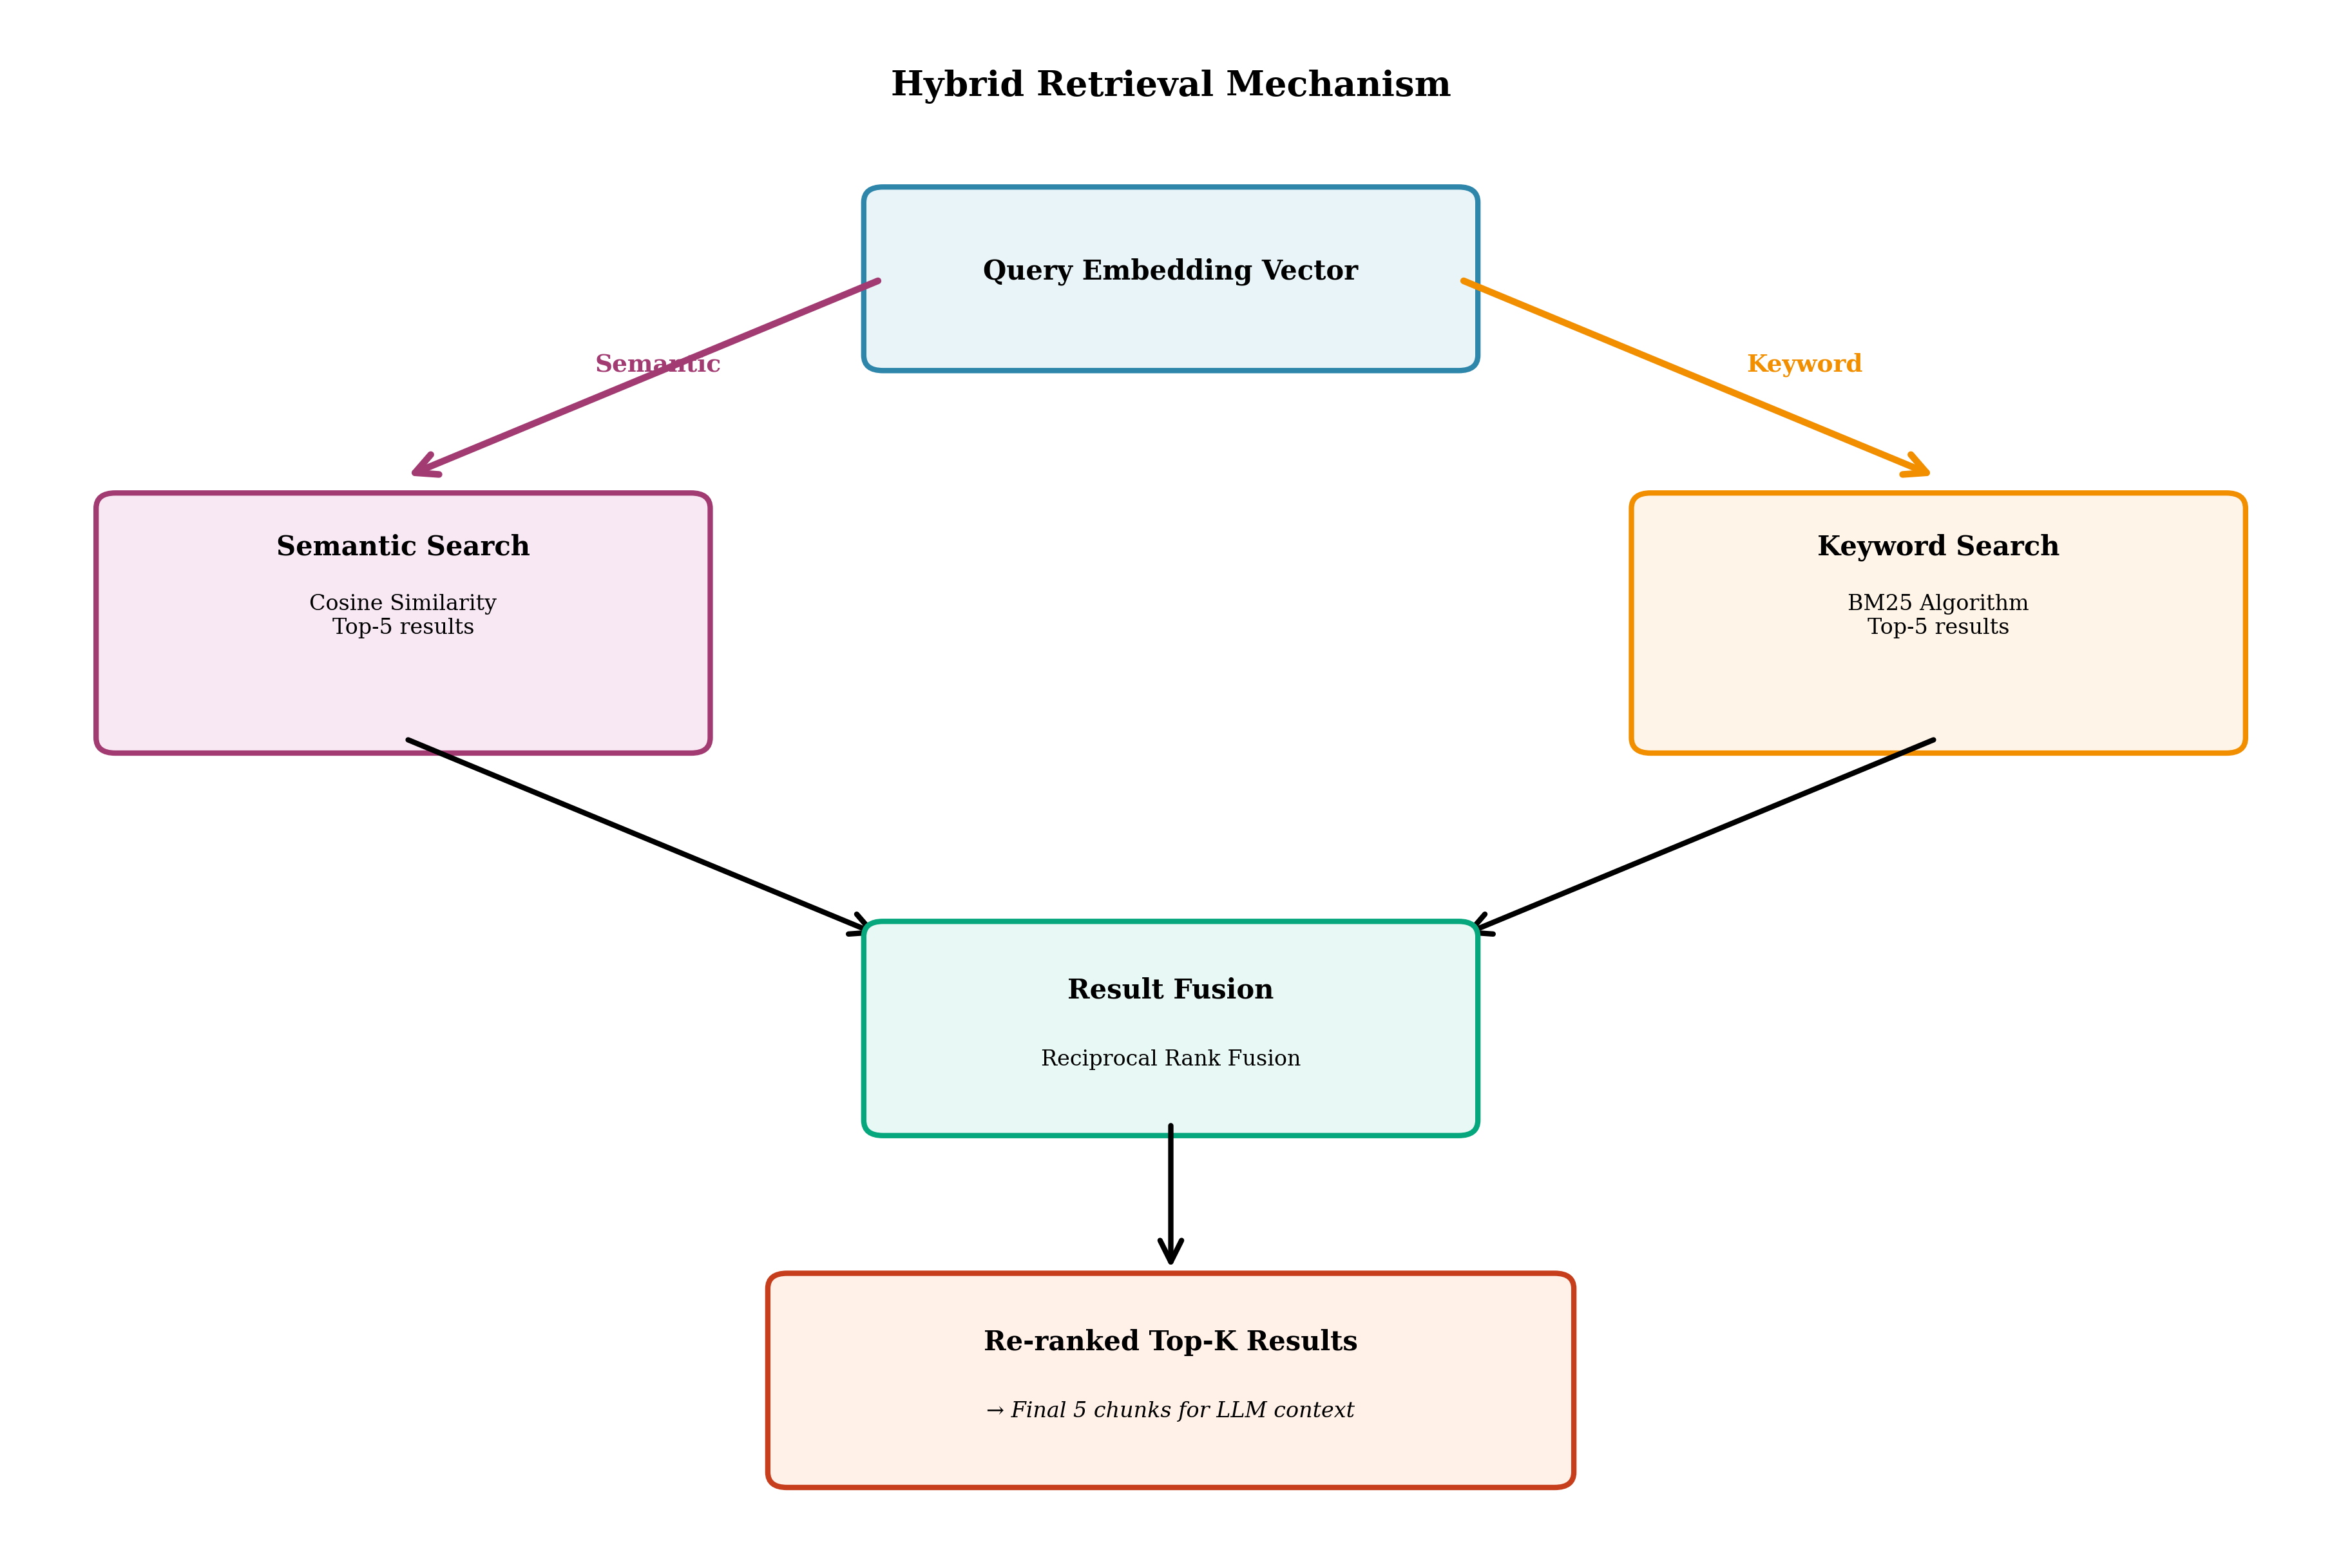 Hybrid Retrieval Mechanism
Query Embedding Vector
Semantic
Keyword
Semantic Search
Cosine Similarity
Top-5 results
Keyword Search
BM25 Algorithm
Top-5 results
Result Fusion
Reciprocal Rank Fusion
Re-ranked Top-K Results
→ Final 5 chunks for LLM context